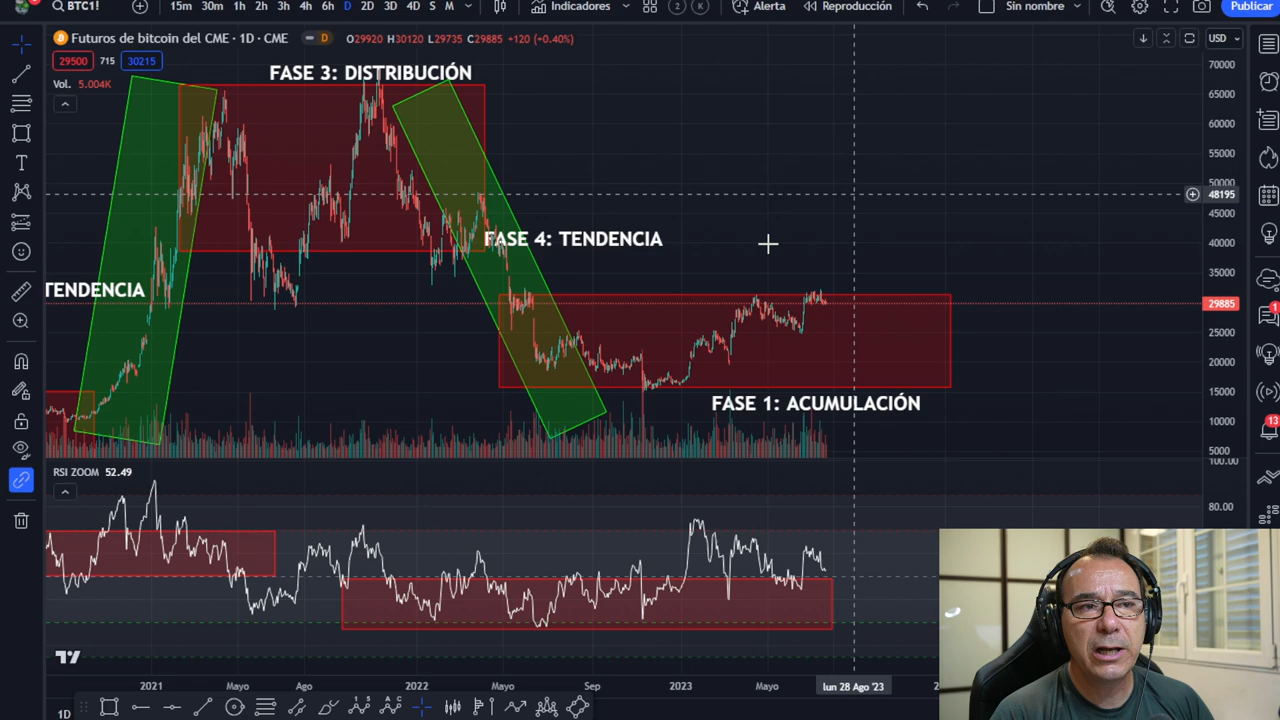 BTC1!
15m 30m 1h 2h 3h 4h 6h D 2D 3D 4D S M
Indicadores
2
K
Alerta
Reproducción
Sin nombre
Publicar
Futuros de bitcoin del CME · 1D · CME
D
O29920 H30120 L29735 C29885 +120 (+0.40%)
USD
29500
715
30215
Vol. 5.004K
FASE 3: DISTRIBUCIÓN
FASE 4: TENDENCIA
TENDENCIA
FASE 1: ACUMULACIÓN
70000
65000
60000
55000
50000
48195
45000
40000
35000
29885
25000
20000
15000
10000
5000
100.00
80.00
RSI ZOOM 52.49
1
13
2021
Mayo
Ago
2022
Mayo
Sep
2023
Mayo
lun 28 Ago '23
1D